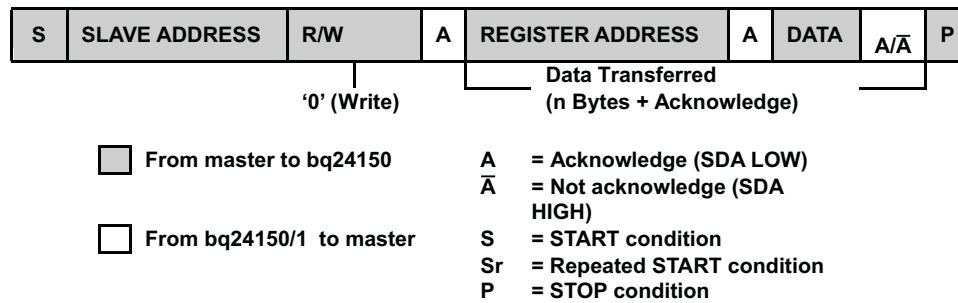 S SLAVE ADDRESS R/W A REGISTER ADDRESS A DATA A/A̅ P
Data Transferred
‘0’ (Write) (n Bytes + Acknowledge)
From master to bq24150
From bq24150/1 to master
A = Acknowledge (SDA LOW)
A̅ = Not acknowledge (SDA
HIGH)
S = START condition
Sr = Repeated START condition
P = STOP condition